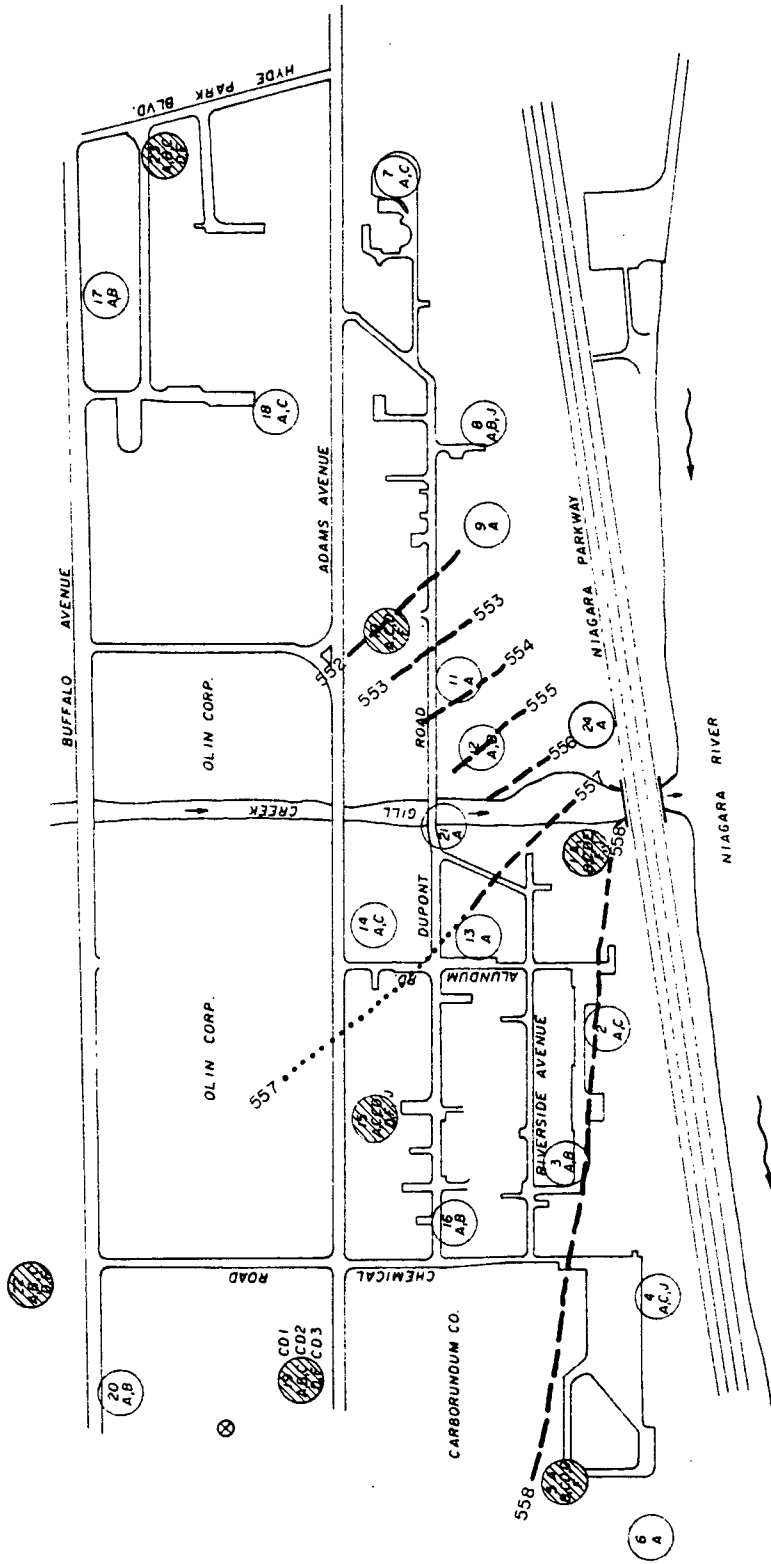 HYDE PARK BLVD.
BUFFALO AVENUE
ADAMS AVENUE
OLIN CORP.
OLIN CORP.
NIAGARA PARKWAY
NIAGARA RIVER
GILL CREEK
DUPONT ROAD
ALUNDUM RD.
RIVERSIDE AVENUE
CHEMICAL ROAD
CARBORUNDUM CO.
17
A,B
7
A,C
18
A,C
8
A,B,J
9
A
11
A
12
A,B
24
A
21
A
14
A,C
13
A
2
A,C
3
A,B
16
A,B
4
A,C,J
20
A,B
19
A,B,C
D,E
CD1
CD2
CD3
6
A
552
553
553
554
555
556
557
557
558
558